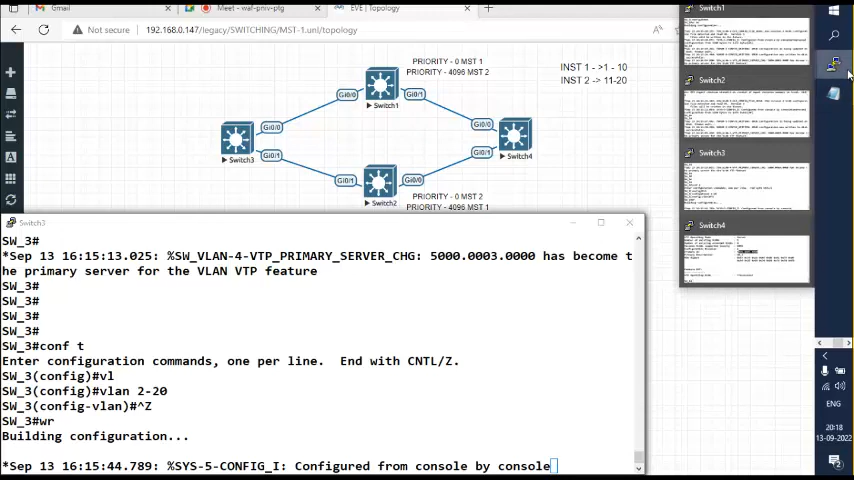 Gmail
Meet - waf-pniv-ptg
EVE | Topology
Not secure
192.168.0.147/legacy/SWITCHING/MST-1.unl/topology
PRIORITY - 0 MST 1
PRIORITY - 4096 MST 2
INST 1 ->1 - 10
INST 2 -> 11-20
Gi0/0
Gi0/1
Switch1
Gi0/0
Gi0/0
Switch3
Gi0/1
Gi0/1
Switch4
Gi0/1
Gi0/0
Switch2
PRIORITY - 0 MST 2
PRIORITY - 4096 MST 1
Switch3
SW_3#
*Sep 13 16:15:13.025: %SW_VLAN-4-VTP_PRIMARY_SERVER_CHG: 5000.0003.0000 has become t
he primary server for the VLAN VTP feature
SW_3#
SW_3#
SW_3#
SW_3#
SW_3#conf t
Enter configuration commands, one per line.  End with CNTL/Z.
SW_3(config)#vl
SW_3(config)#vlan 2-20
SW_3(config-vlan)#^Z
SW_3#wr
Building configuration...
*Sep 13 16:15:44.789: %SYS-5-CONFIG_I: Configured from console by console
Switch1
Switch2
Switch3
Switch4
ENG
20:18
13-09-2022